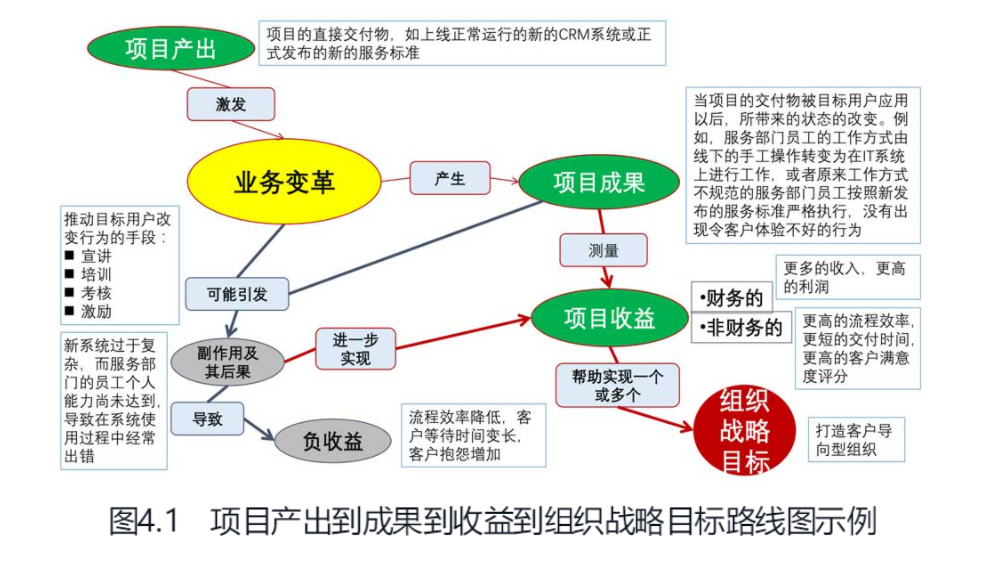 项目产出
项目的直接交付物，如上线正常运行的新的CRM系统或正
式发布的新的服务标准
激发
业务变革
产生
项目成果
当项目的交付物被目标用户应用
以后，所带来的状态的改变。例
如，服务部门员工的工作方式由
线下的手工操作转变为在IT系统
上进行工作，或者原来工作方式
不规范的服务部门员工按照新发
布的服务标准严格执行，没有出
现令客户体验不好的行为
推动目标用户改
变行为的手段：
■ 宣讲
■ 培训
■ 考核
■ 激励
测量
可能引发
更多的收入，更高
的利润
•财务的
•非财务的
项目收益
更高的流程效率，
更短的交付时间，
更高的客户满意
度评分
新系统过于复
杂，而服务部
门的员工个人
能力尚未达到，
导致在系统使
用过程中经常
出错
副作用及
其后果
进一步
实现
帮助实现一个
或多个
导致
负收益
流程效率降低，客
户等待时间变长，
客户抱怨增加
组织
战略
目标
打造客户导
向型组织
图4.1 项目产出到成果到收益到组织战略目标路线图示例